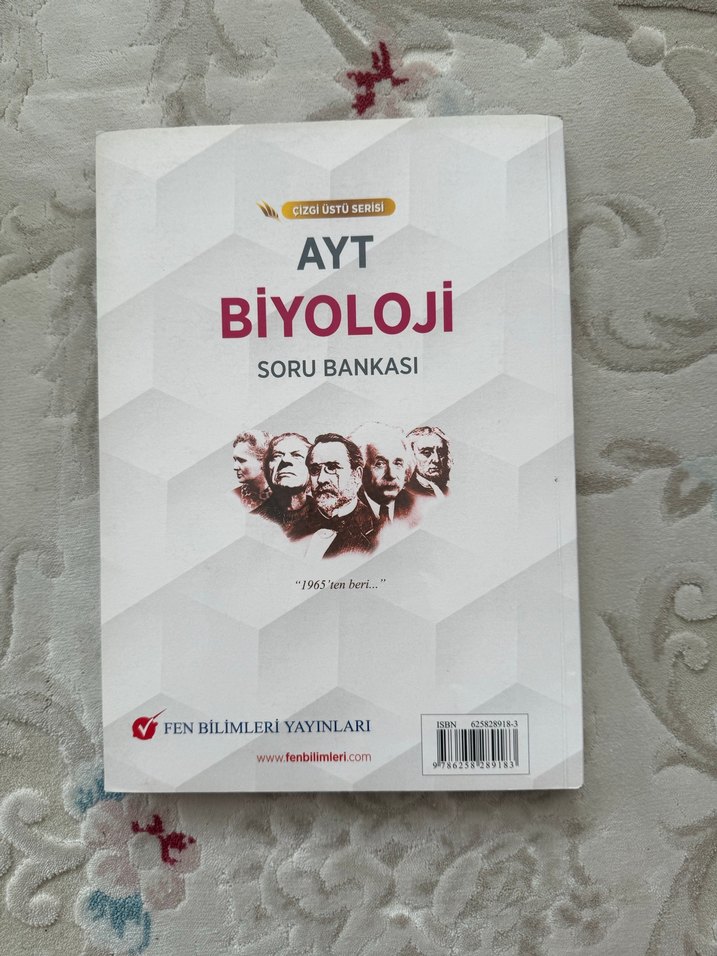 ÇİZGİ ÜSTÜ SERİSİ
AYT
BİYOLOJİ
SORU BANKASI
“1965’ten beri...”
FEN BİLİMLERİ YAYINLARI
www.fenbilimleri.com
ISBN 625828918-3
9 786258 289183